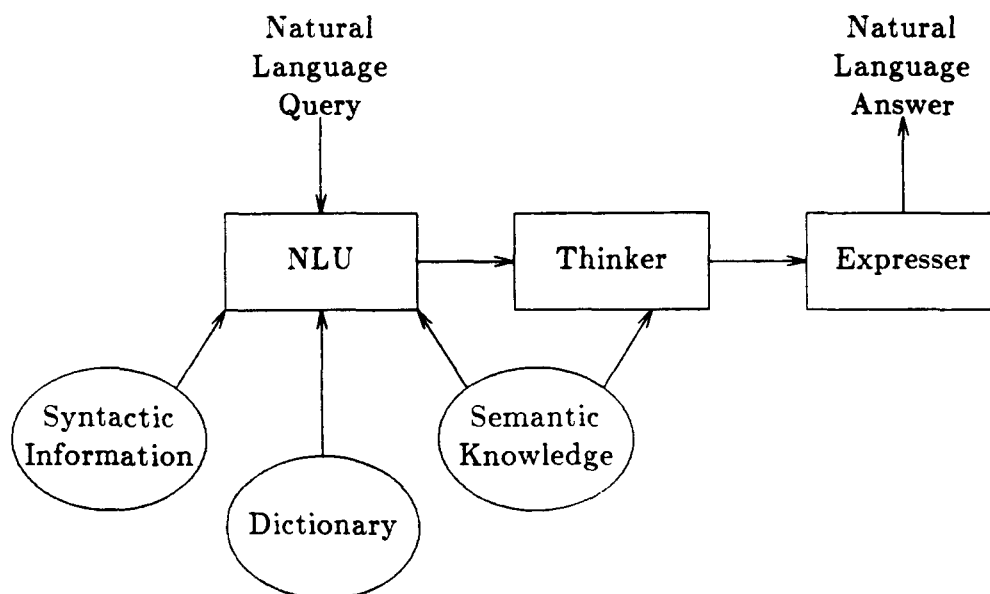 Natural
Language
Query
Natural
Language
Answer
NLU
Thinker
Expresser
Syntactic
Information
Semantic
Knowledge
Dictionary